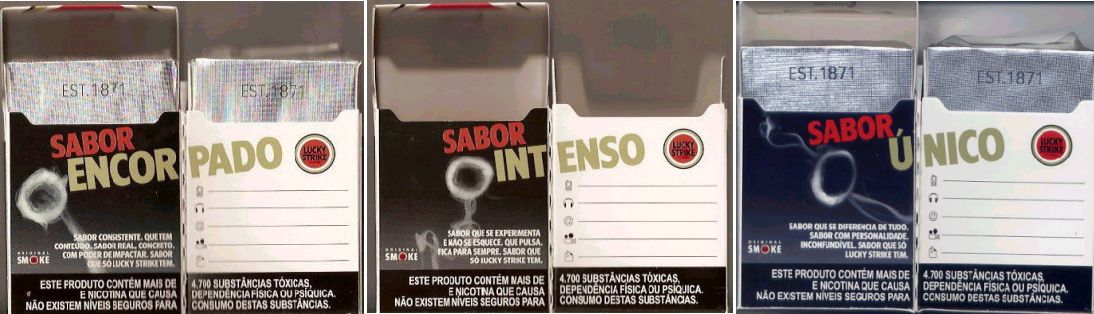 EST.1871
EST.1871
SABOR
ENCORPADO
LUCKY
STRIKE
SABOR CONSISTENTE. QUE TEM
CONTEÚDO. SABOR REAL, CONCRETO.
COM PODER DE IMPACTAR. SABOR
QUE SÓ LUCKY STRIKE TEM.
ORIGINAL
SMOKE
ESTE PRODUTO CONTÉM MAIS DE 4.700 SUBSTÂNCIAS TÓXICAS,
E NICOTINA QUE CAUSA DEPENDÊNCIA FÍSICA OU PSÍQUICA.
NÃO EXISTEM NÍVEIS SEGUROS PARA CONSUMO DESTAS SUBSTÂNCIAS.
SABOR
INTENSO
LUCKY
STRIKE
SABOR QUE SE EXPERIMENTA
E NÃO SE ESQUECE. QUE PULSA.
FICA PARA SEMPRE. SABOR QUE
SÓ LUCKY STRIKE TEM.
ORIGINAL
SMOKE
ESTE PRODUTO CONTÉM MAIS DE 4.700 SUBSTÂNCIAS TÓXICAS,
E NICOTINA QUE CAUSA DEPENDÊNCIA FÍSICA OU PSÍQUICA.
NÃO EXISTEM NÍVEIS SEGUROS PARA CONSUMO DESTAS SUBSTÂNCIAS.
EST.1871
EST.1871
SABOR
ÚNICO
LUCKY
STRIKE
SABOR QUE SE DIFERENCIA DE TUDO.
SABOR COM PERSONALIDADE.
INCONFUNDÍVEL. SABOR QUE SÓ
LUCKY STRIKE TEM.
ORIGINAL
SMOKE
ESTE PRODUTO CONTÉM MAIS DE 4.700 SUBSTÂNCIAS TÓXICAS,
E NICOTINA QUE CAUSA DEPENDÊNCIA FÍSICA OU PSÍQUICA.
NÃO EXISTEM NÍVEIS SEGUROS PARA CONSUMO DESTAS SUBSTÂNCIAS.